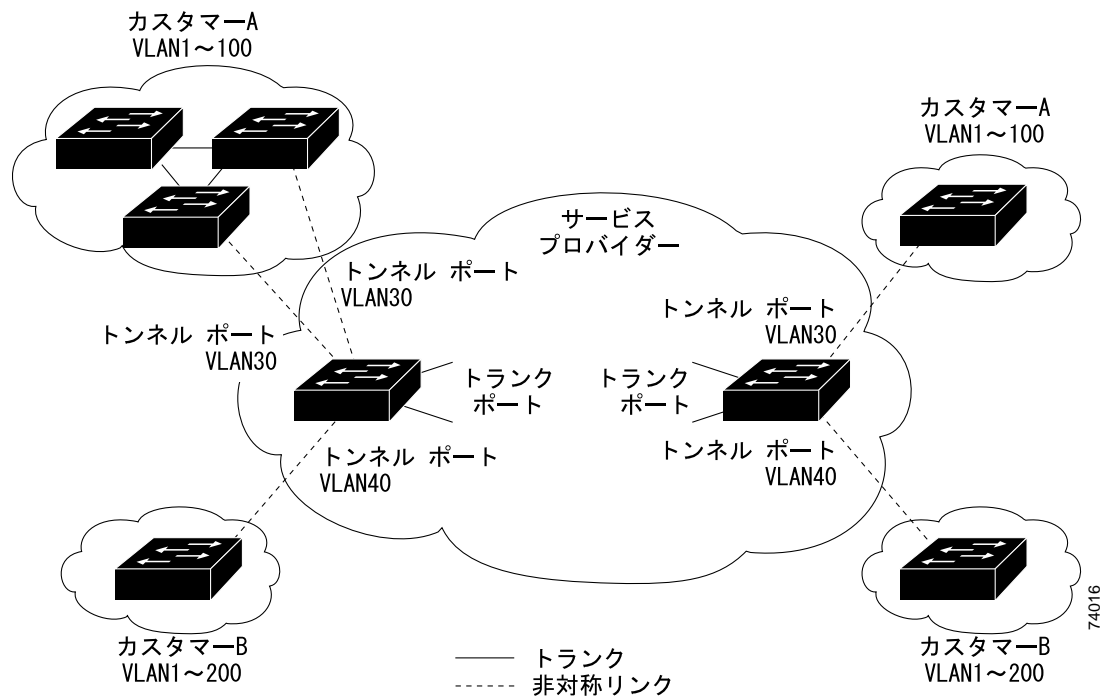 カスタマーA
VLAN1～100
カスタマーA
VLAN1～100
サービス
プロバイダー
トンネル ポート
VLAN30
トンネル ポート
VLAN30
トンネル ポート
VLAN30
トランク
ポート
トランク
ポート
トンネル ポート
VLAN40
トンネル ポート
VLAN40
カスタマーB
VLAN1～200
カスタマーB
VLAN1～200
74016
トランク
非対称リンク